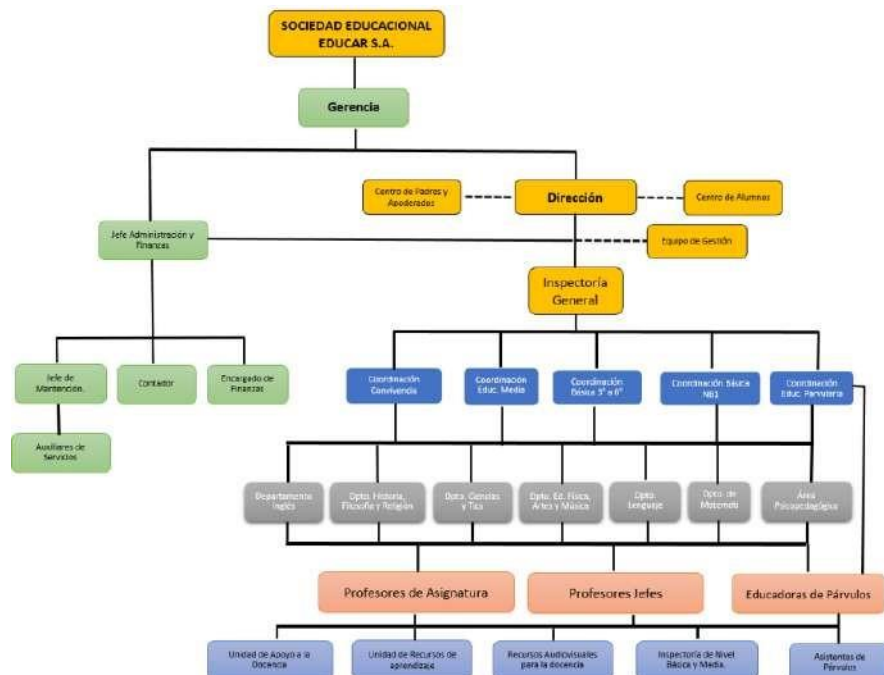 SOCIEDAD EDUCACIONAL
EDUCAR S.A.
Gerencia
Centro de Padres y
Apoderados
Dirección
Centro de Alumnos
Jefe Administración y
Finanzas
Equipo de Gestión
Inspectoría
General
Jefe de
Mantención.
Contador
Encargado de
Finanzas
Auxiliares de
Servicios
Coordinación
Convivencia
Coordinación
Educ. Media
Coordinación
Básica 3° a 6°
Coordinación Básica
NB1
Coordinación
Educ. Parvularia
Departamento
Inglés
Dpto. Historia,
Filosofía y Religión
Dpto. Ciencias
y Tics
Dpto. Ed. Física,
Artes y Música
Dpto.
Lenguaje
Dpto. de
Matemáti
Área
Psicopedagógica
Profesores de Asignatura
Profesores Jefes
Educadoras de Párvulos
Unidad de Apoyo a la
Docencia
Unidad de Recursos de
aprendizaje
Recursos Audiovisuales
para la docencia
Inspectoría de Nivel
Básica y Media.
Asistentes de
Párvulos